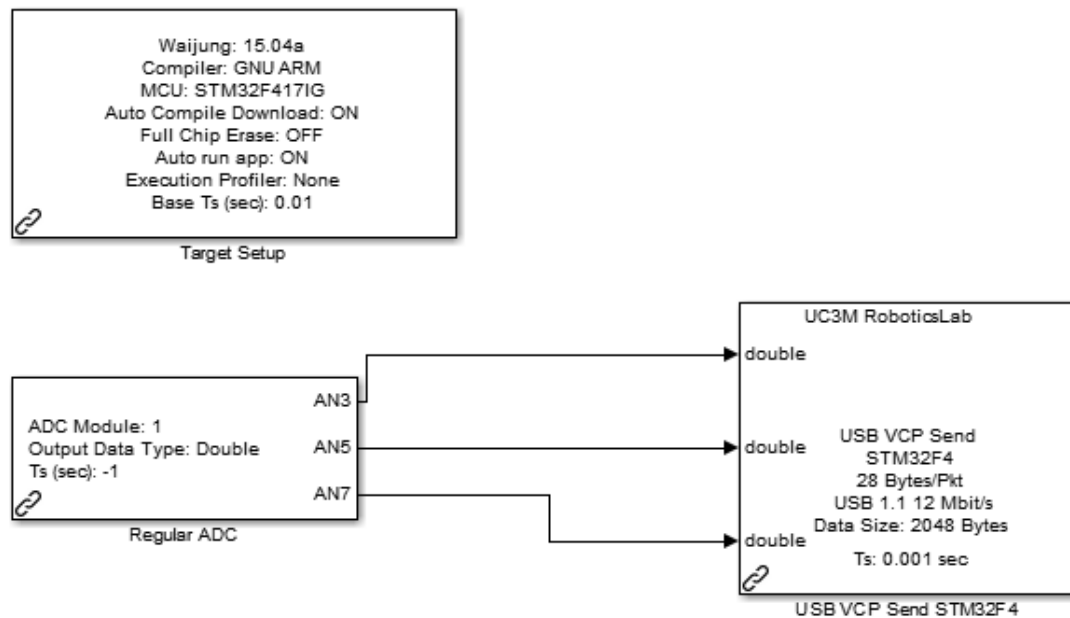 Waijung: 15.04a
Compiler: GNU ARM
MCU: STM32F417IG
Auto Compile Download: ON
Full Chip Erase: OFF
Auto run app: ON
Execution Profiler: None
Base Ts (sec): 0.01
Target Setup
ADC Module: 1
Output Data Type: Double
Ts (sec): -1
AN3
AN5
AN7
Regular ADC
UC3M RoboticsLab
double
double
double
USB VCP Send
STM32F4
28 Bytes/Pkt
USB 1.1 12 Mbit/s
Data Size: 2048 Bytes
Ts: 0.001 sec
USB VCP Send STM32F4